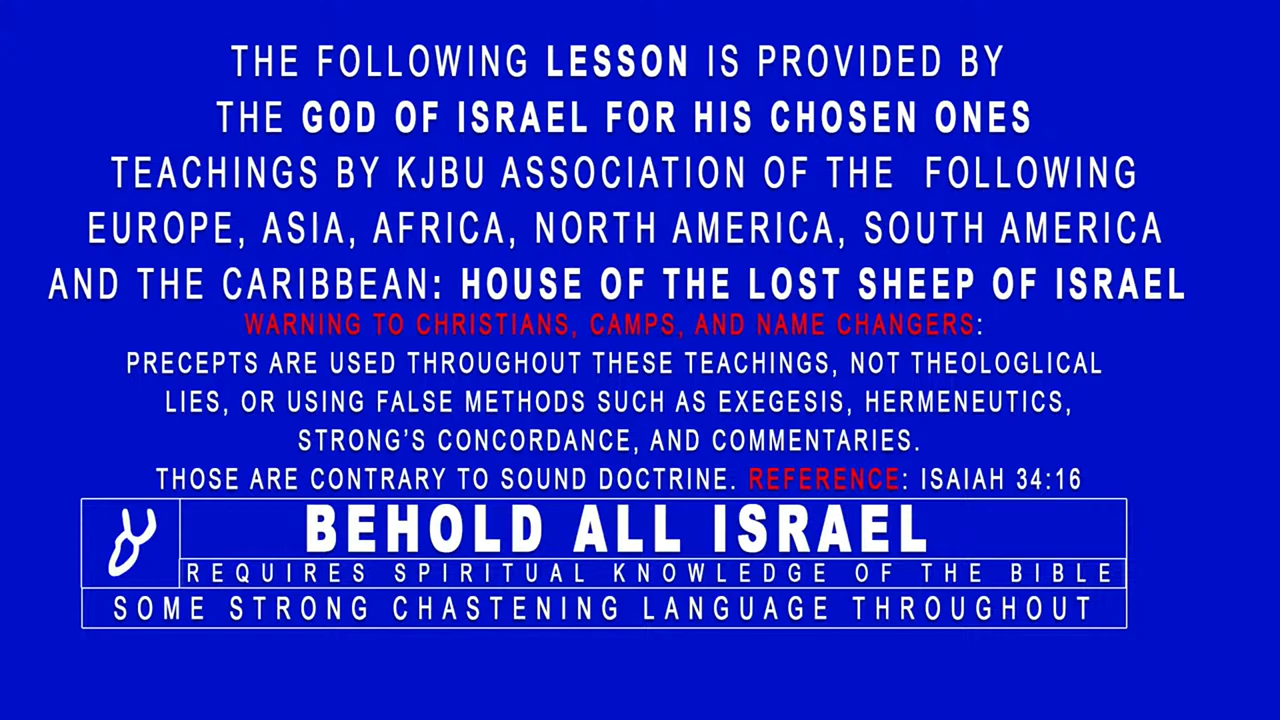 THE FOLLOWING LESSON IS PROVIDED BY
THE GOD OF ISRAEL FOR HIS CHOSEN ONES
TEACHINGS BY KJBU ASSOCIATION OF THE FOLLOWING
EUROPE, ASIA, AFRICA, NORTH AMERICA, SOUTH AMERICA
AND THE CARIBBEAN: HOUSE OF THE LOST SHEEP OF ISRAEL
WARNING TO CHRISTIANS, CAMPS, AND NAME CHANGERS:
PRECEPTS ARE USED THROUGHOUT THESE TEACHINGS, NOT THEOLOGLICAL
LIES, OR USING FALSE METHODS SUCH AS EXEGESIS, HERMENEUTICS,
STRONG'S CONCORDANCE, AND COMMENTARIES.
THOSE ARE CONTRARY TO SOUND DOCTRINE. REFERENCE: ISAIAH 34:16
BEHOLD ALL ISRAEL
REQUIRES SPIRITUAL KNOWLEDGE OF THE BIBLE
SOME STRONG CHASTENING LANGUAGE THROUGHOUT